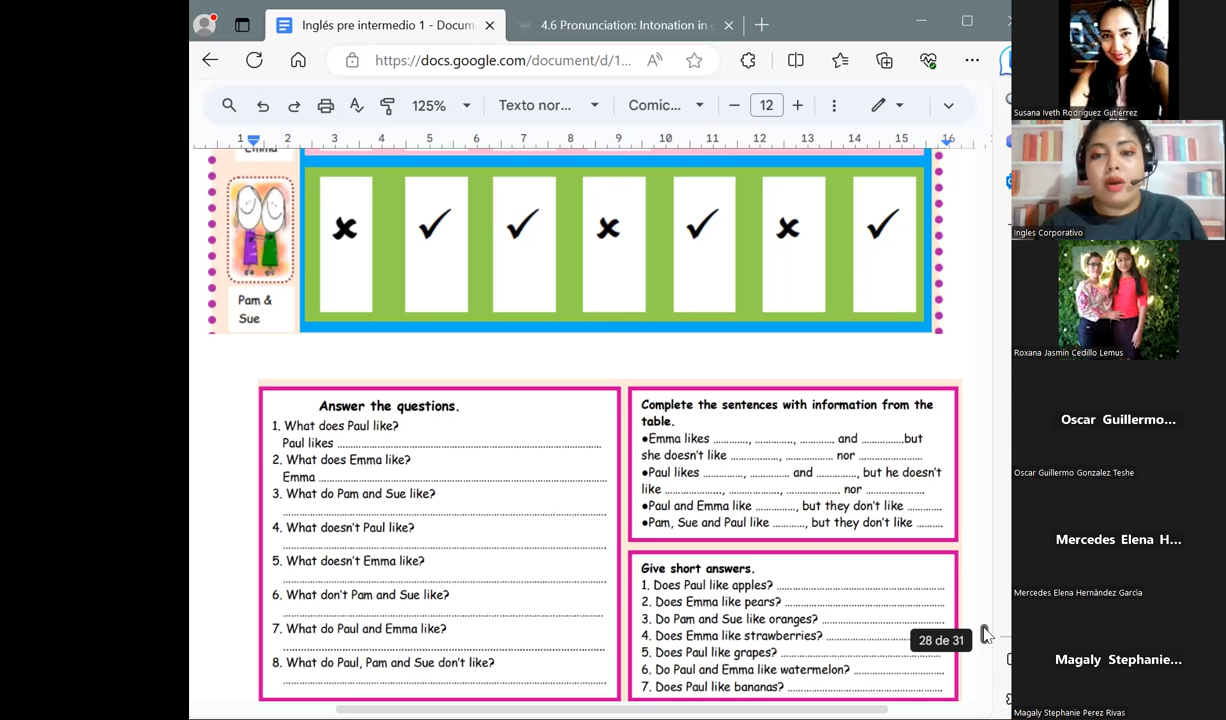 Inglés pre intermedio 1 - Docum
4.6 Pronunciation: Intonation in
https://docs.google.com/document/d/1...
125%
Texto nor...
Comic...
12
1 2 3 4 5 6 7 8 9 10 11 12 13 14 15 16
Emma
Pam &
Sue
Answer the questions.
1. What does Paul like?
Paul likes ...........................................................................
2. What does Emma like?
Emma ...........................................................................
3. What do Pam and Sue like?
...........................................................................
4. What doesn't Paul like?
...........................................................................
5. What doesn't Emma like?
...........................................................................
6. What don't Pam and Sue like?
...........................................................................
7. What do Paul and Emma like?
...........................................................................
8. What do Paul, Pam and Sue don't like?
...........................................................................
Complete the sentences with information from the
table.
•Emma likes ..........., ............, ........... and .............but
she doesn't like .............., .............. nor ...................
•Paul likes ............, ............ and ............, but he doesn't
like ................, ................, ................ nor .................
•Paul and Emma like ............, but they don't like ...........
•Pam, Sue and Paul like .........., but they don't like ........
Give short answers.
1. Does Paul like apples? ...............................................
2. Does Emma like pears? .............................................
3. Do Pam and Sue like oranges? ...................................
4. Does Emma like strawberries? ................
5. Does Paul like grapes? ..............................................
6. Do Paul and Emma like watermelon? .......................
7. Does Paul like bananas? ............................................
28 de 31
Susana Iveth Rodríguez Gutiérrez
Ingles Corporativo
Roxana Jasmin Cedillo Lemus
Oscar Guillermo...
Oscar Guillermo Gonzalez Teshe
Mercedes Elena H...
Mercedes Elena Hernàndez Garcia
Magaly Stephanie...
Magaly Stephanie Perez Rivas